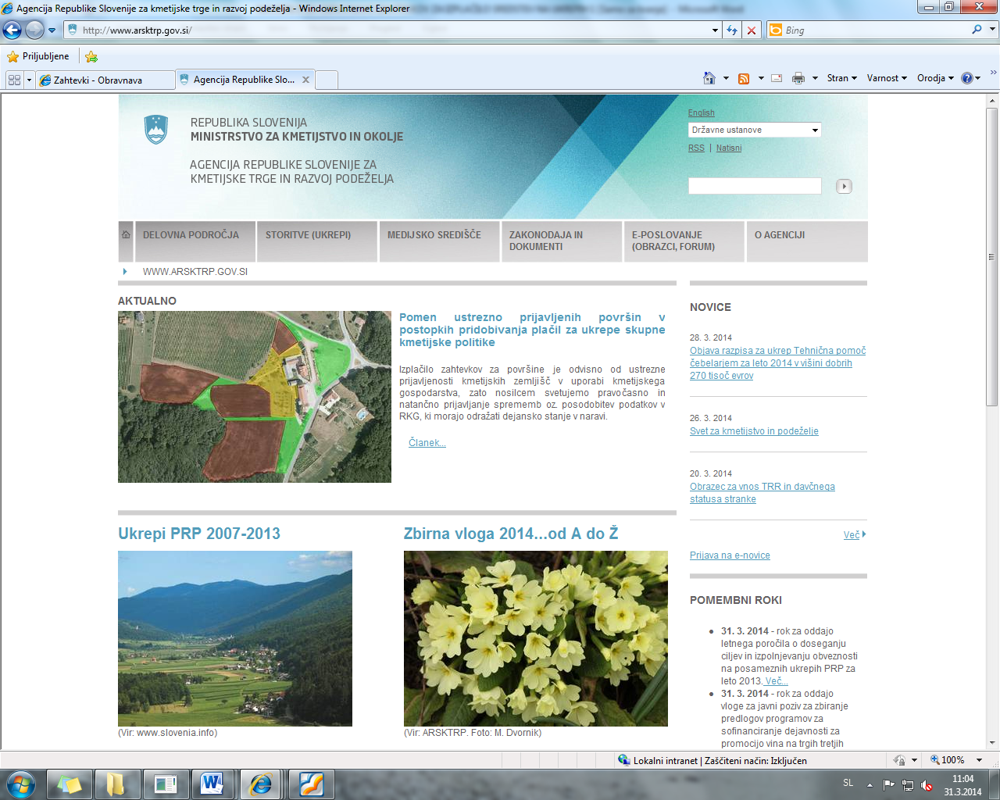 Agencija Republike Slovenije za kmetijske trge in razvoj podeželja - Windows Internet Explorer
http://www.arsktrp.gov.si/
Bing
Priljubljene
Zahtevki - Obravnava
Agencija Republike Slo...
Stran
Varnost
Orodja
REPUBLIKA SLOVENIJA
MINISTRSTVO ZA KMETIJSTVO IN OKOLJE
AGENCIJA REPUBLIKE SLOVENIJE ZA
KMETIJSKE TRGE IN RAZVOJ PODEŽELJA
English
Državne ustanove
RSS | Natisni
DELOVNA PODROČJA
STORITVE (UKREPI)
MEDIJSKO SREDIŠČE
ZAKONODAJA IN
DOKUMENTI
E-POSLOVANJE
(OBRAZCI, FORUM)
O AGENCIJI
WWW.ARSKTRP.GOV.SI
AKTUALNO
Pomen ustrezno prijavljenih površin v
postopkih pridobivanja plačil za ukrepe skupne
kmetijske politike
Izplačilo zahtevkov za površine je odvisno od ustrezne
prijavljenosti kmetijskih zemljišč v uporabi kmetijskega
gospodarstva, zato nosilcem svetujemo pravočasno in
natančno prijavljanje sprememb oz. posodobitev podatkov v
RKG, ki morajo odražati dejansko stanje v naravi.
Članek...
Ukrepi PRP 2007-2013
(Vir: www.slovenia.info)
Zbirna vloga 2014...od A do Ž
(Vir: ARSKTRP. Foto: M. Dvornik)
NOVICE
28. 3. 2014
Objava razpisa za ukrep Tehnična pomoč
čebelarjem za leto 2014 v višini dobrih
270 tisoč evrov
26. 3. 2014
Svet za kmetijstvo in podeželje
20. 3. 2014
Obrazec za vnos TRR in davčnega
statusa stranke
Več
Prijava na e-novice
POMEMBNI ROKI
31. 3. 2014 - rok za oddajo
letnega poročila o doseganju
ciljev in izpolnjevanju obveznosti
na posameznih ukrepih PRP za
leto 2013. Več...
31. 3. 2014 - rok za oddajo
vloge za javni poziv za zbiranje
predlogov programov za
sofinanciranje dejavnosti za
promocijo vina na trgih tretjih
Lokalni intranet | Zaščiteni način: Izključen
100%
SL
11:04
31.3.2014